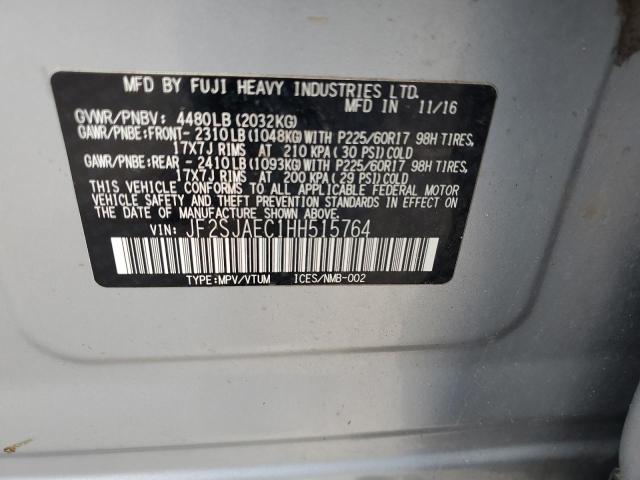 MFD BY FUJI HEAVY INDUSTRIES LTD.
MFD IN 11/16
GVWR/PNBV: 4480LB (2032KG)
GAWR/PNBE:FRONT- 2310LB (1048KG) WITH P225/60R17 98H TIRES,
17X7J RIMS AT 210 KPA (30 PSI) COLD
GAWR/PNBE:REAR - 2410LB (1093KG) WITH P225/60R17 98H TIRES,
17X7J RIMS AT 200 KPA (29 PSI) COLD
THIS VEHICLE CONFORMS TO ALL APPLICABLE FEDERAL MOTOR
VEHICLE SAFETY AND THEFT PREVENTION STANDARDS IN EFFECT
ON THE DATE OF MANUFACTURE SHOWN ABOVE.
VIN: JF2SJAEC1HH515764
TYPE:MPV/VTUM ICES/NMB-002